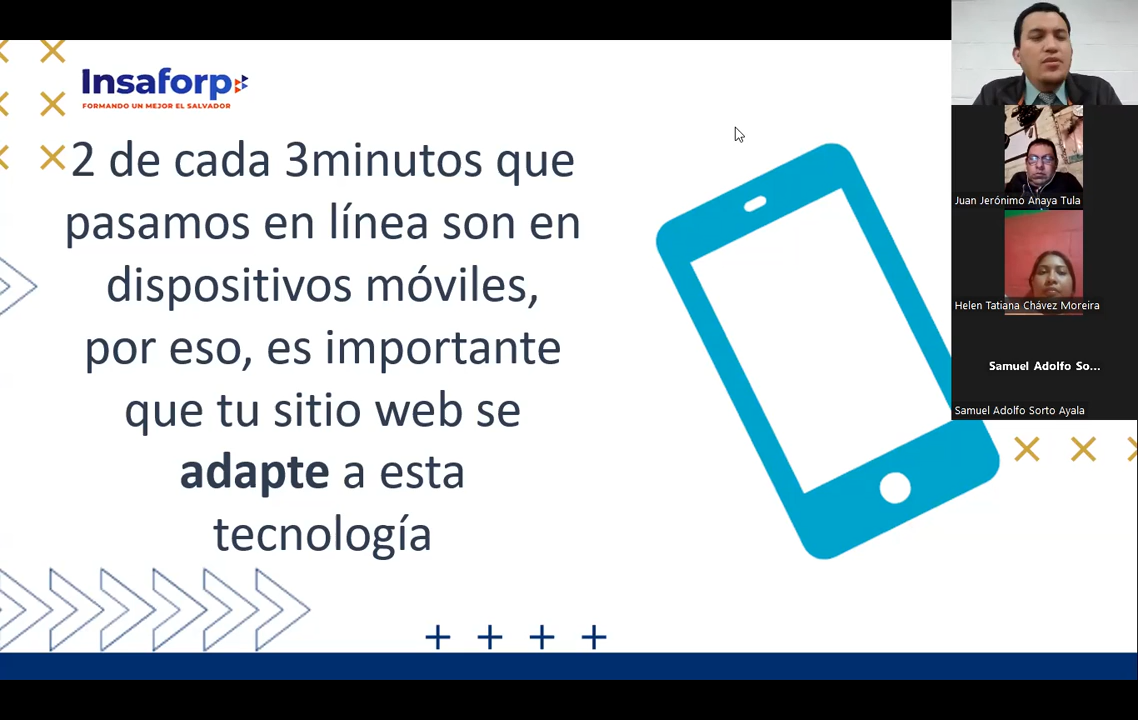 Insaforp
FORMANDO UN MEJOR EL SALVADOR
2 de cada 3minutos que
pasamos en línea son en
dispositivos móviles,
por eso, es importante
que tu sitio web se
adapte a esta
tecnología
Juan Jerónimo Anaya Tula
Helen Tatiana Chávez Moreira
Samuel Adolfo So...
Samuel Adolfo Sorto Ayala